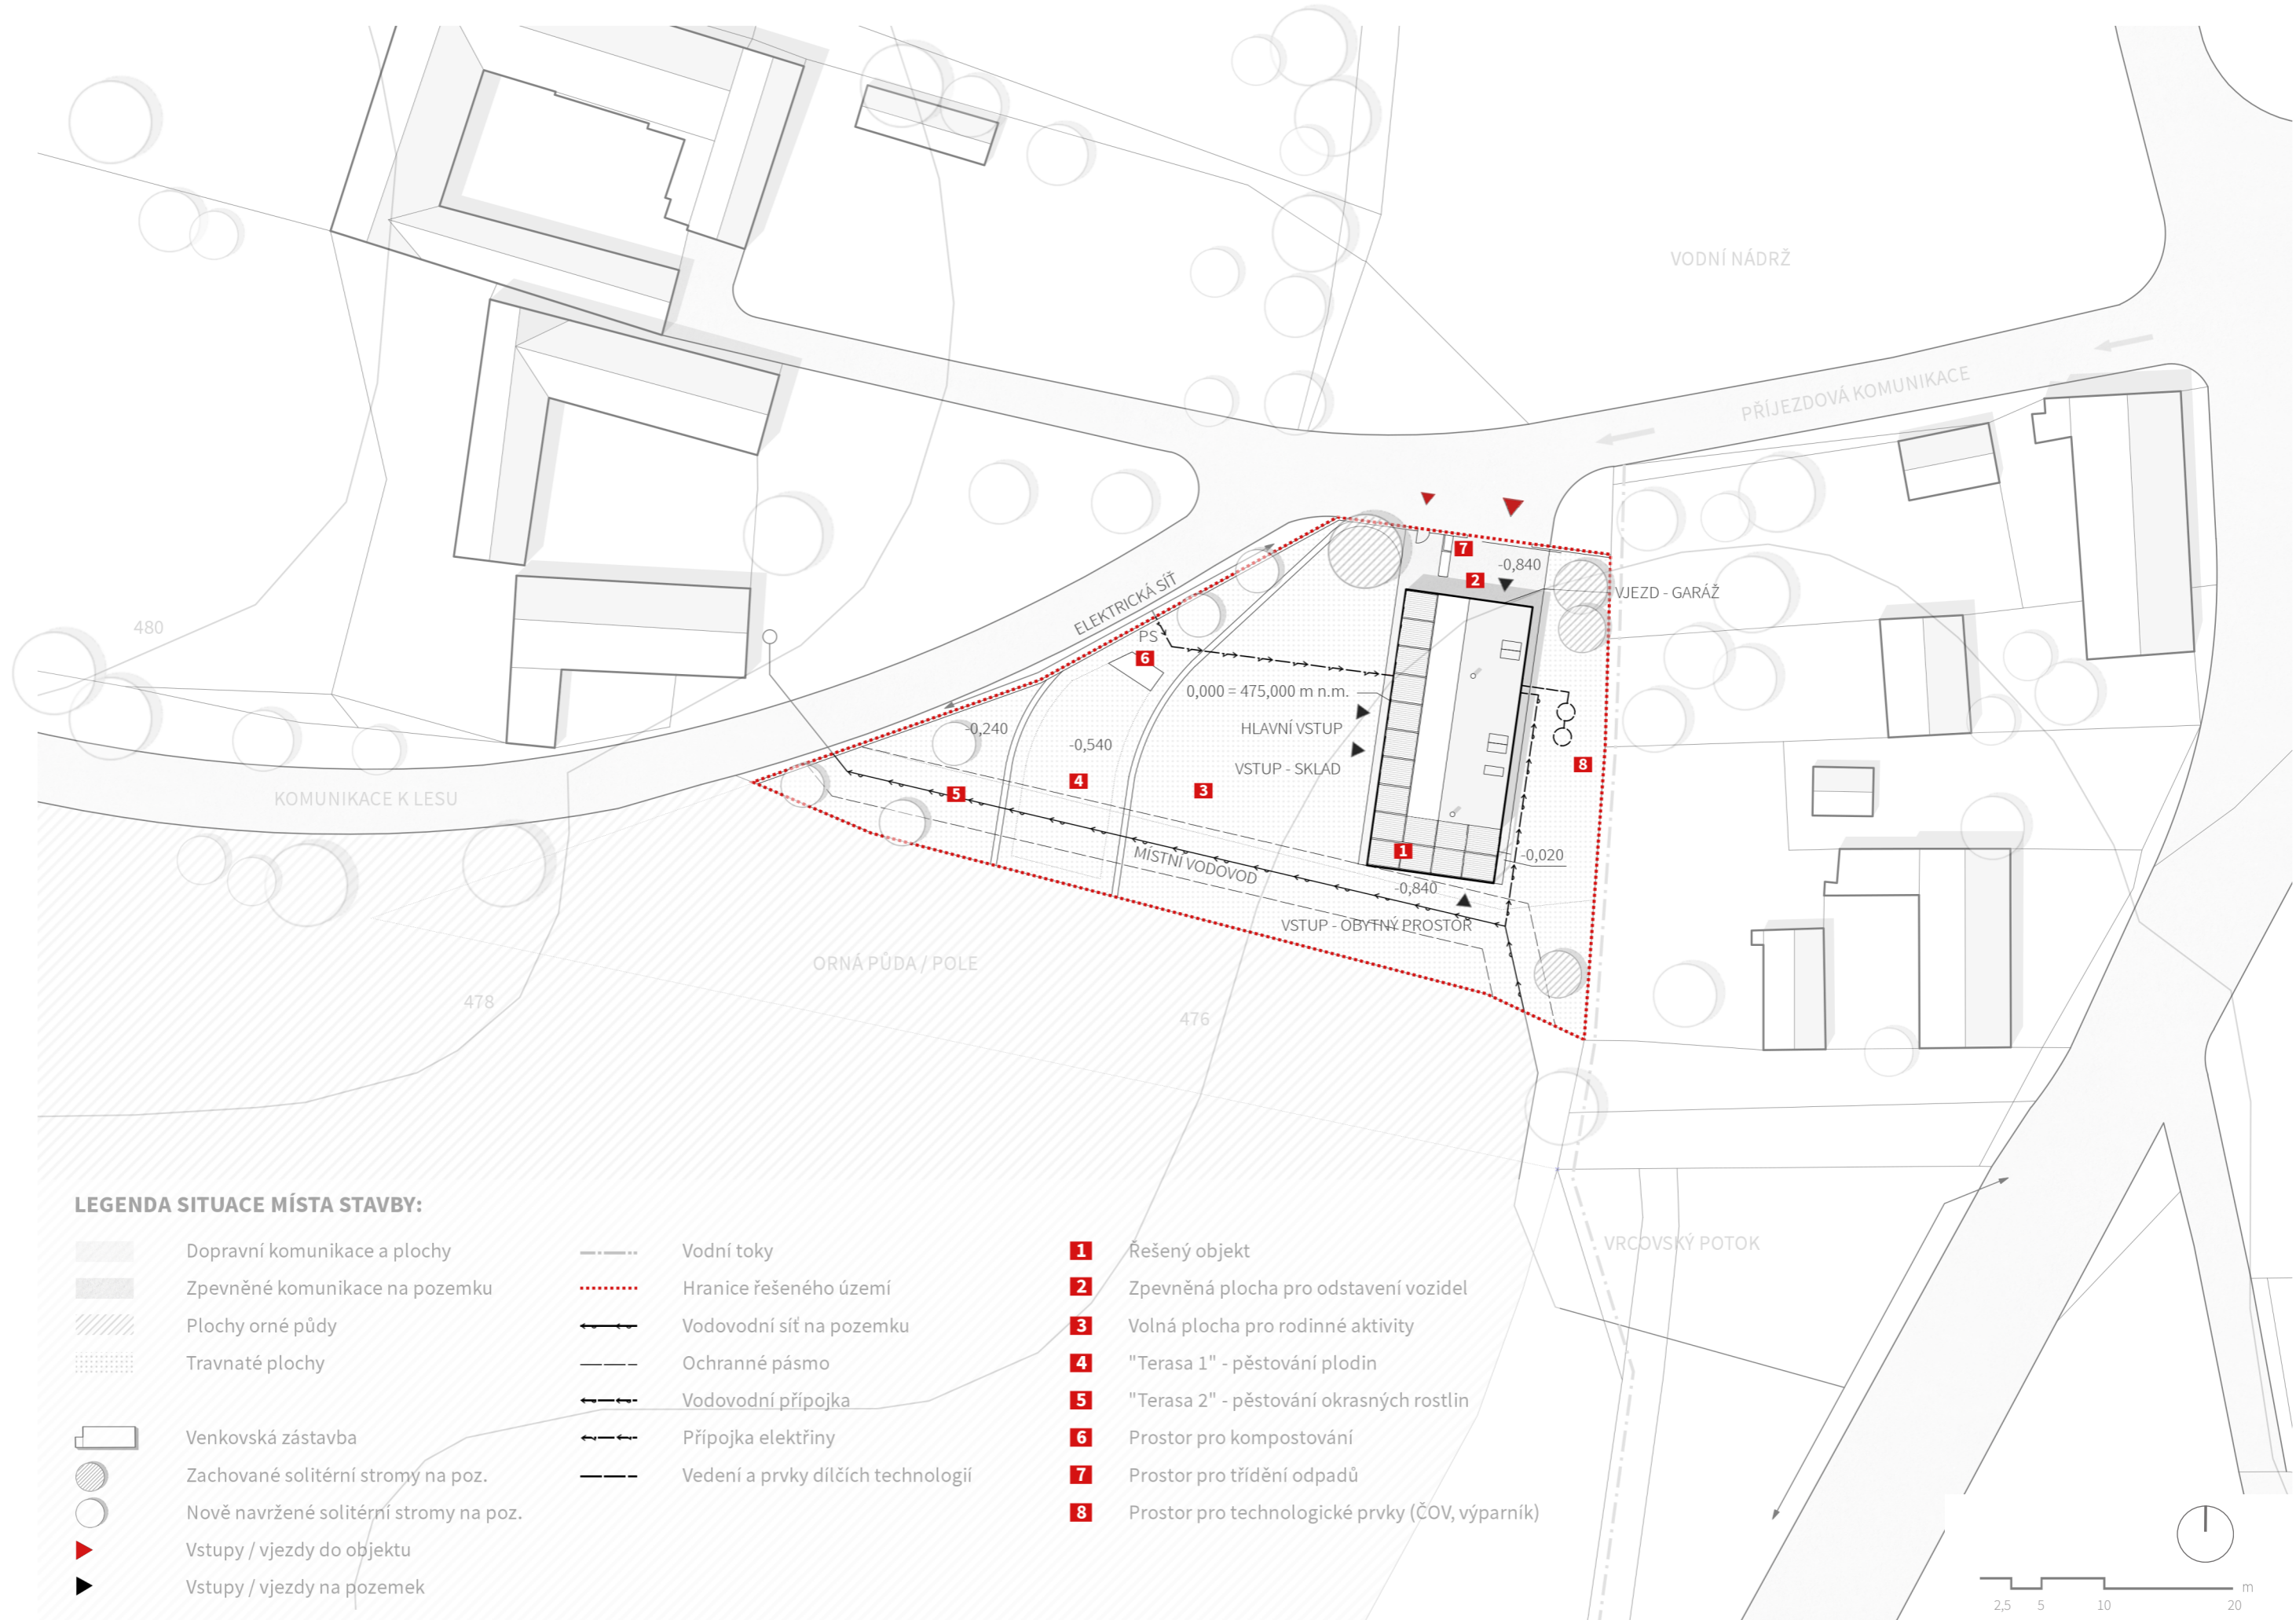 VODNÍ NÁDRŽ
PŘÍJEZDOVÁ KOMUNIKACE
7
-0,840
2
VJEZD - GARÁŽ
ELEKTRICKÁ SÍŤ
480
PS
6
0,000 = 475,000 m n.m.
-0,240
HLAVNÍ VSTUP
-0,540
VSTUP - SKLAD
8
4
3
5
KOMUNIKACE K LESU
1
-0,020
MÍSTNÍ VODOVOD
-0,840
VSTUP - OBYTNÝ PROSTOR
ORNÁ PŮDA / POLE
478
476
VRCOVSKÝ POTOK
LEGENDA SITUACE MÍSTA STAVBY:
Dopravní komunikace a plochy
Zpevněné komunikace na pozemku
Plochy orné půdy
Travnaté plochy
Venkovská zástavba
Zachované solitérní stromy na poz.
Nově navržené solitérní stromy na poz.
Vstupy / vjezdy do objektu
Vstupy / vjezdy na pozemek
Vodní toky
Hranice řešeného území
Vodovodní síť na pozemku
Ochranné pásmo
Vodovodní přípojka
Přípojka elektřiny
Vedení a prvky dílčích technologií
1 Řešený objekt
2 Zpevněná plocha pro odstavení vozidel
3 Volná plocha pro rodinné aktivity
4 "Terasa 1" - pěstování plodin
5 "Terasa 2" - pěstování okrasných rostlin
6 Prostor pro kompostování
7 Prostor pro třídění odpadů
8 Prostor pro technologické prvky (ČOV, výparník)
m
2,5 5 10 20